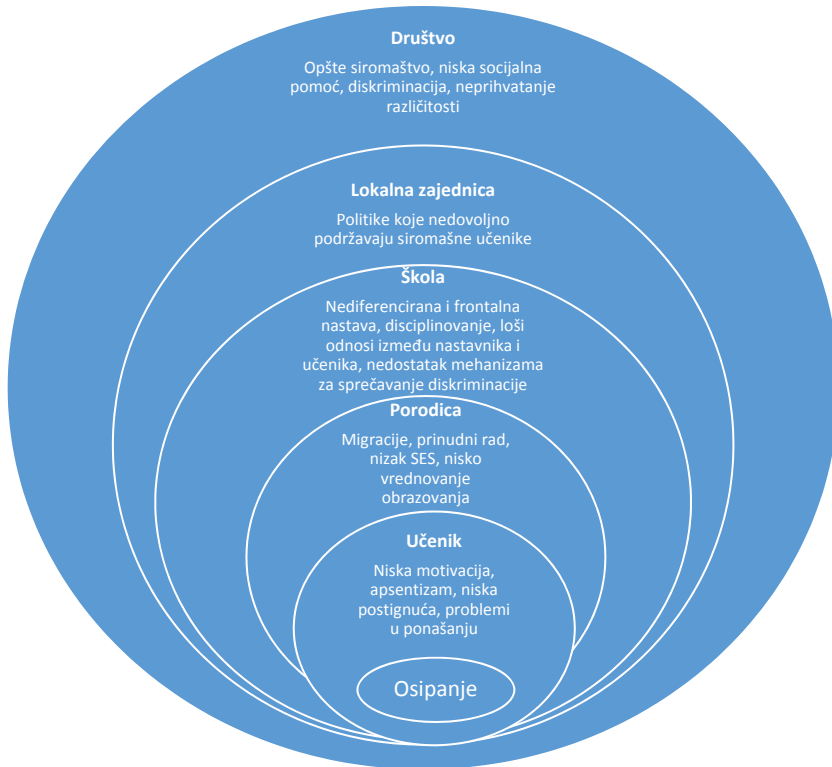 Društvo
Opšte siromaštvo, niska socijalna
pomoć, diskriminacija, neprihvatanje
različitosti
Lokalna zajednica
Politike koje nedovoljno
podržavaju siromašne učenike
Škola
Nediferencirana i frontalna
nastava, disciplinovanje, loši
odnosi između nastavnika i
učenika, nedostatak mehanizama
za sprečavanje diskriminacije
Porodica
Migracije, prinudni rad,
nizak SES, nisko
vrednovanje
obrazovanja
Učenik
Niska motivacija,
apsentizam, niska
postignuća, problemi
u ponašanju
Osipanje